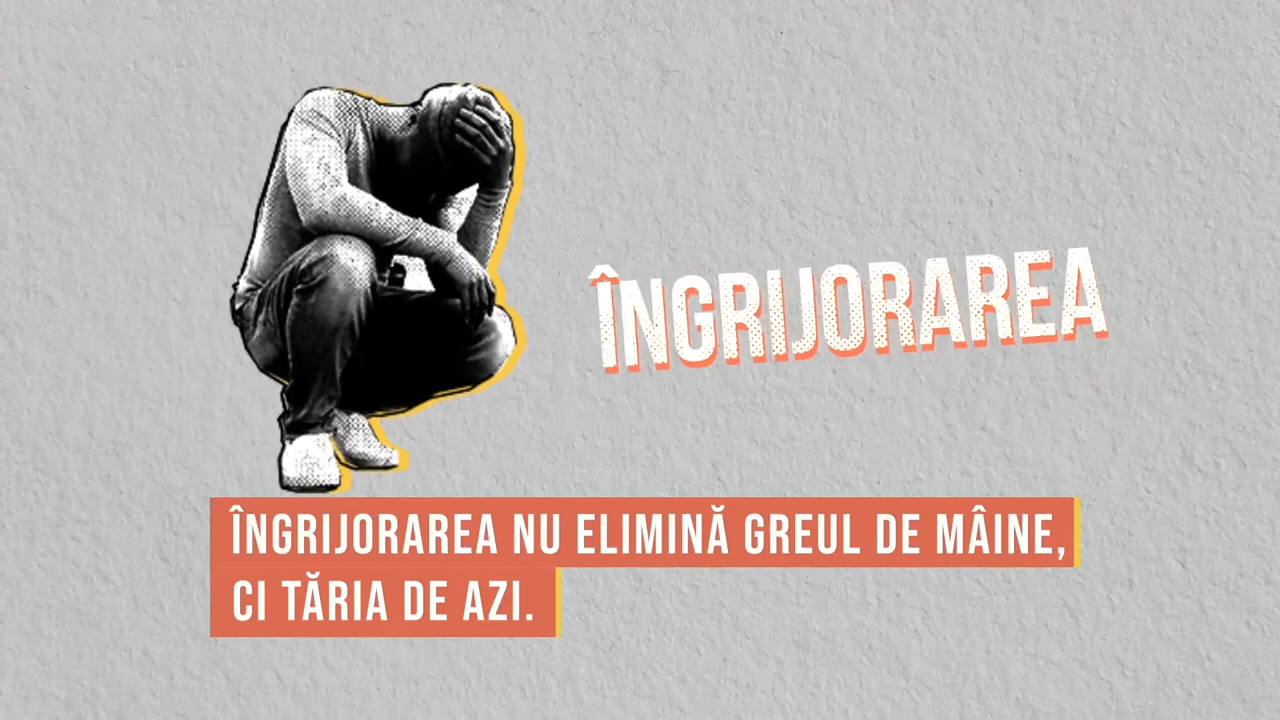 ÎNGRIJORAREA
ÎNGRIJORAREA NU ELIMINĂ GREUL DE MÂINE,
CI TĂRIA DE AZI.